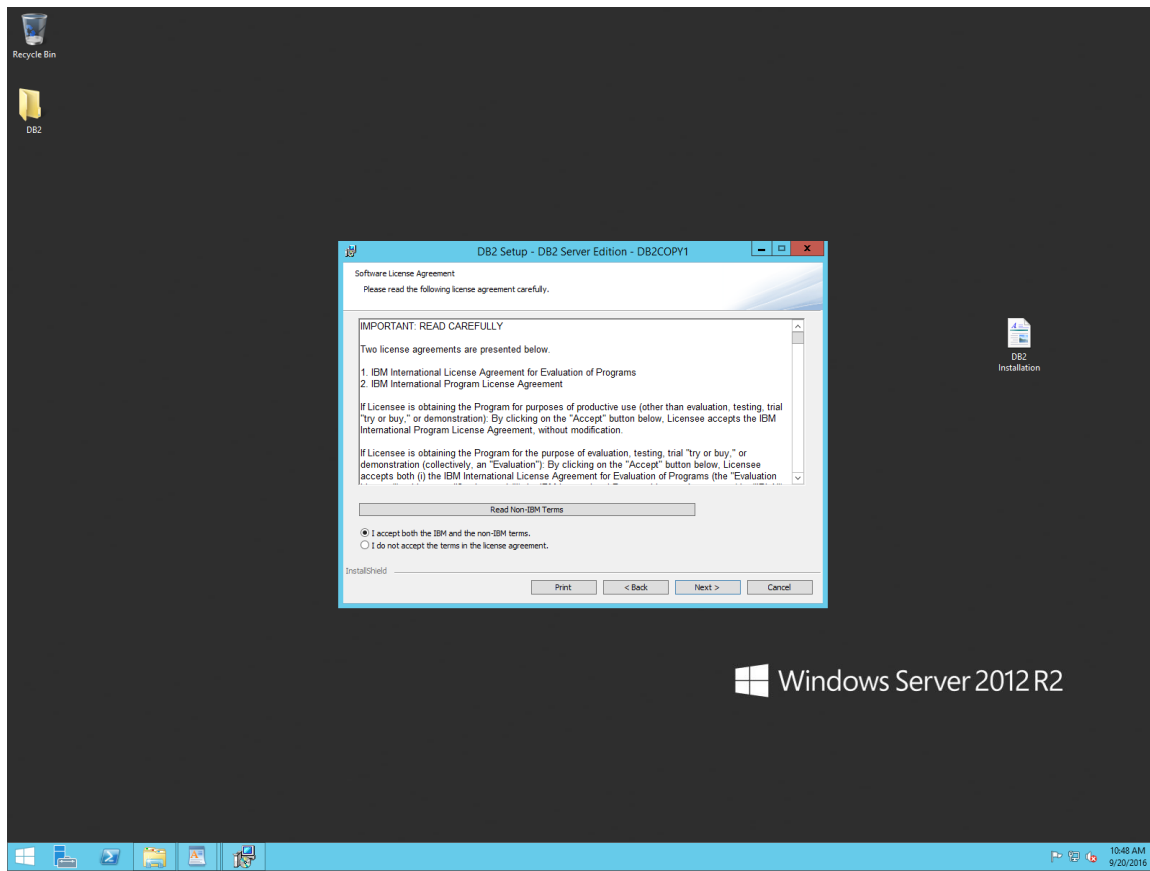 Recycle Bin
DB2
DB2 Setup - DB2 Server Edition - DB2COPY1
Software License Agreement
Please read the following license agreement carefully.
IMPORTANT: READ CAREFULLY
Two license agreements are presented below.
1. IBM International License Agreement for Evaluation of Programs
2. IBM International Program License Agreement
If Licensee is obtaining the Program for purposes of productive use (other than evaluation, testing, trial
"try or buy," or demonstration): By clicking on the "Accept" button below, Licensee accepts the IBM
International Program License Agreement, without modification.
If Licensee is obtaining the Program for the purpose of evaluation, testing, trial "try or buy," or
demonstration (collectively, an "Evaluation"): By clicking on the "Accept" button below, Licensee
accepts both (i) the IBM International License Agreement for Evaluation of Programs (the "Evaluation
Read Non-IBM Terms
I accept both the IBM and the non-IBM terms.
I do not accept the terms in the license agreement.
InstallShield
Print
< Back
Next >
Cancel
DB2
Installation
Windows Server 2012 R2
10:48 AM
9/20/2016